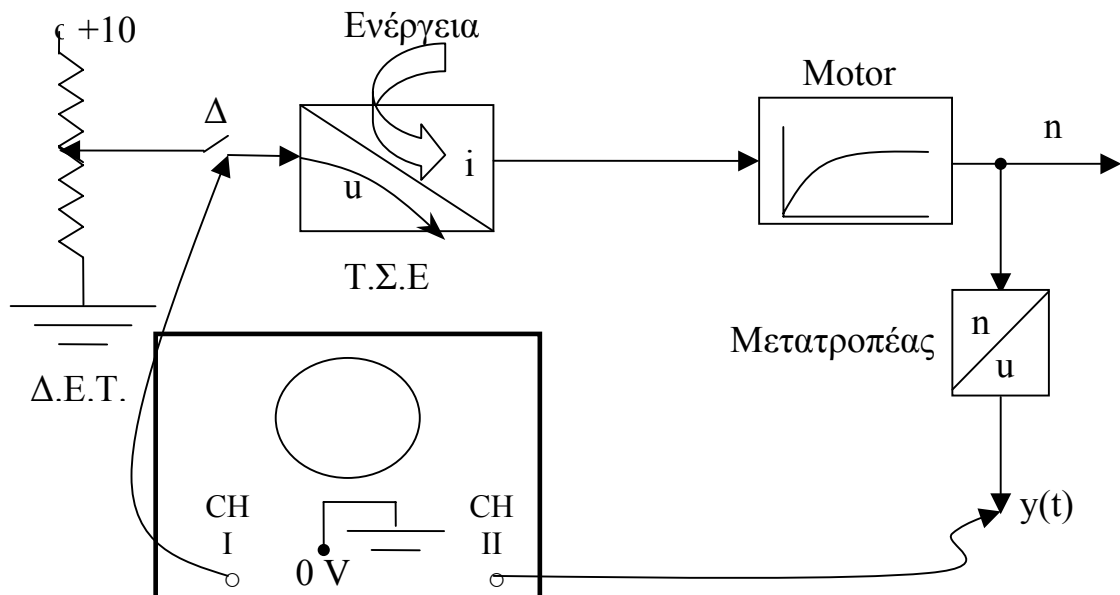 +10
Ενέργεια
Motor
Δ
n
u
i
Τ.Σ.Ε
n
u
Μετατροπέας
Δ.Ε.Τ.
CH
I
0 V
CH
II
y(t)